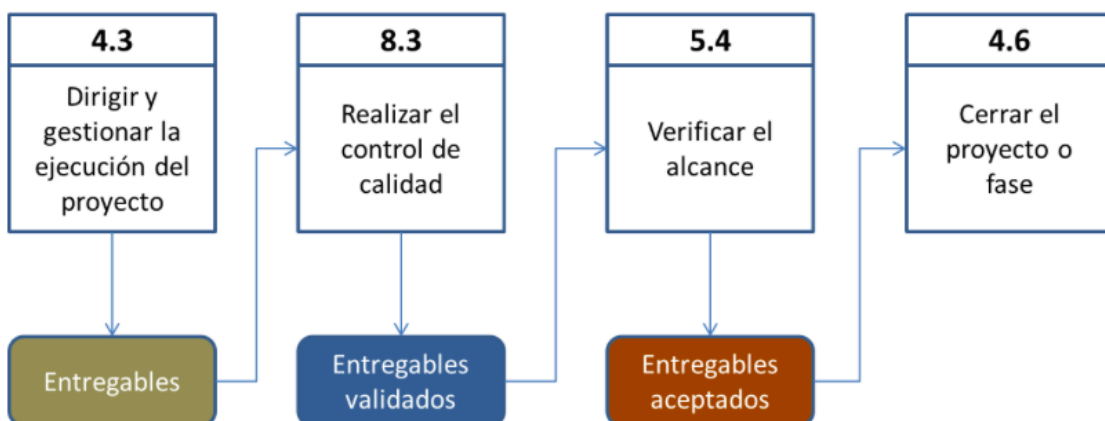 4.3
Dirigir y
gestionar la
ejecución del
proyecto
8.3
Realizar el
control de
calidad
5.4
Verificar el
alcance
4.6
Cerrar el
proyecto o
fase
Entregables
Entregables
validados
Entregables
aceptados